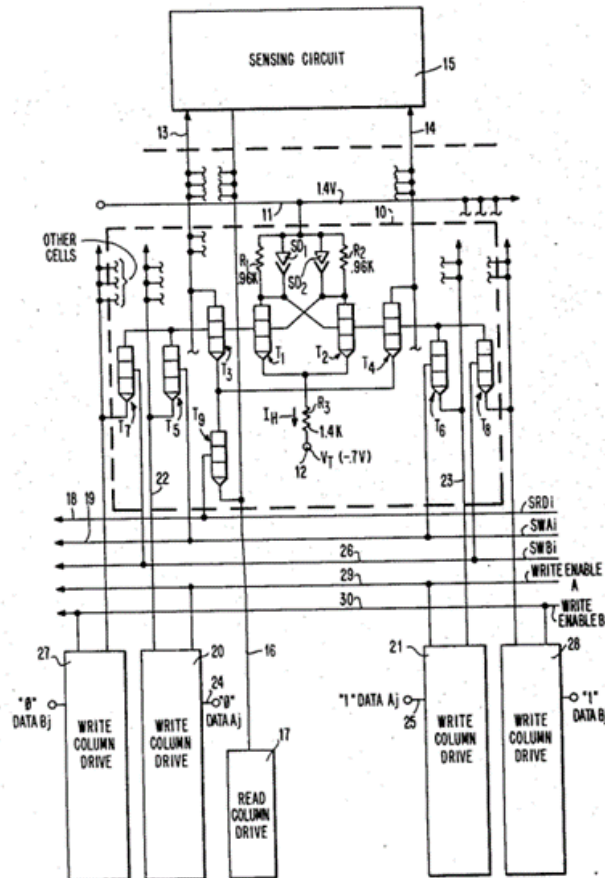 SENSING CIRCUIT
15
13
14
1.4V
11
10
OTHER CELLS
R1 .96K
SD1
SD2
R2 .96K
T3
T1
T2
T4
T7
T5
T9
IH
R3
1.4K
12
VT (-.7V)
T6
T8
22
23
18
19
SRDi
SWAi
26
SWBi
29
WRITE ENABLE A
30
WRITE ENABLE B
27
20
16
21
28
"0" DATA Bj
WRITE COLUMN DRIVE
24
"0" DATA Aj
WRITE COLUMN DRIVE
17
READ COLUMN DRIVE
"1" DATA Aj
25
WRITE COLUMN DRIVE
"1" DATA Bj
WRITE COLUMN DRIVE